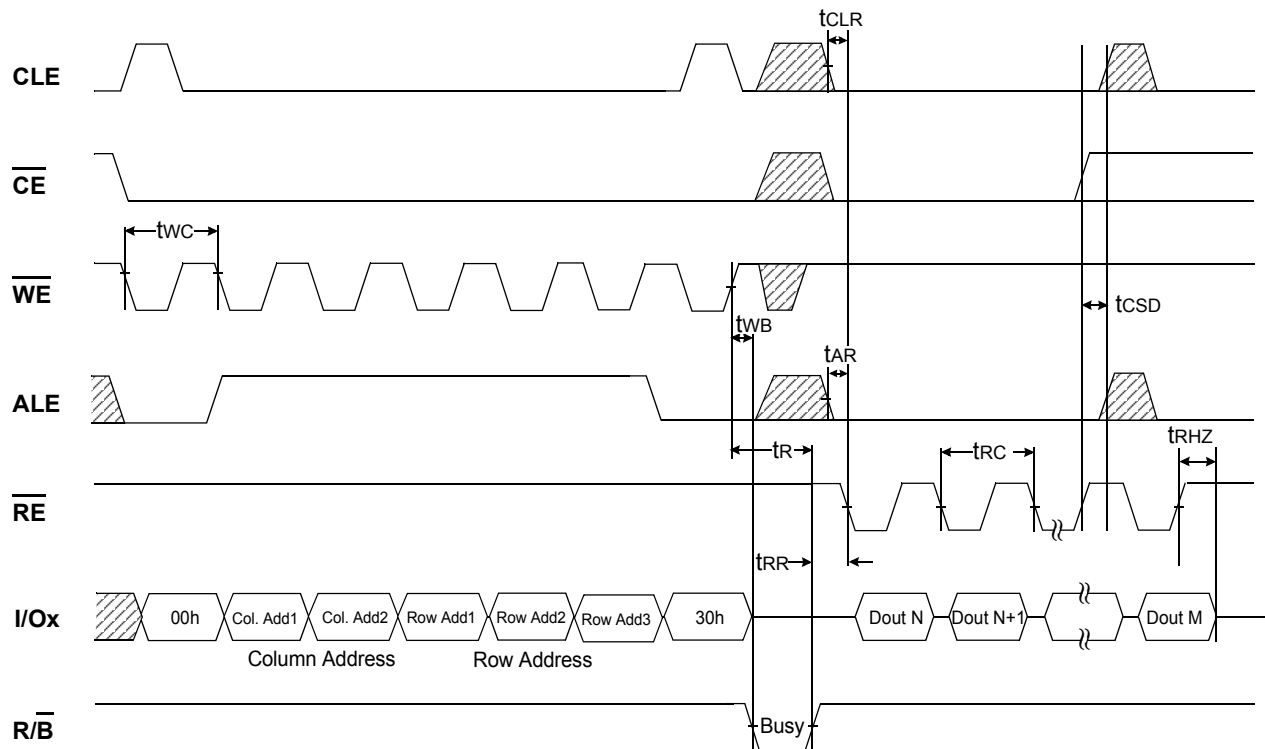 tCLR
CLE
CE
tWC
WE
tCSD
tWB
tAR
ALE
tR
tRC
tRHZ
RE
tRR
I/Ox
00h
Col. Add1
Col. Add2
Row Add1
Row Add2
Row Add3
30h
Dout N
Dout N+1
Dout M
Column Address
Row Address
R/B
Busy